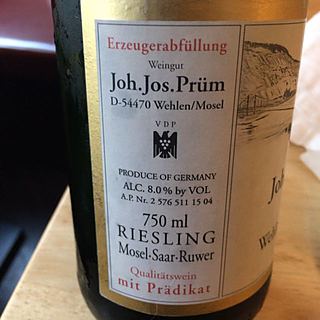 Erzeugerabfüllung
Weingut
Joh. Jos. Prüm
D-54470 Wehlen/Mosel
VDP
PRODUCE OF GERMANY
ALC. 8.0% by VOL
A.P. Nr. 2 576 511 15 04
750 ml
RIESLING
Mosel-Saar-Ruwer
Qualitätswein
mit Prädikat
Joh